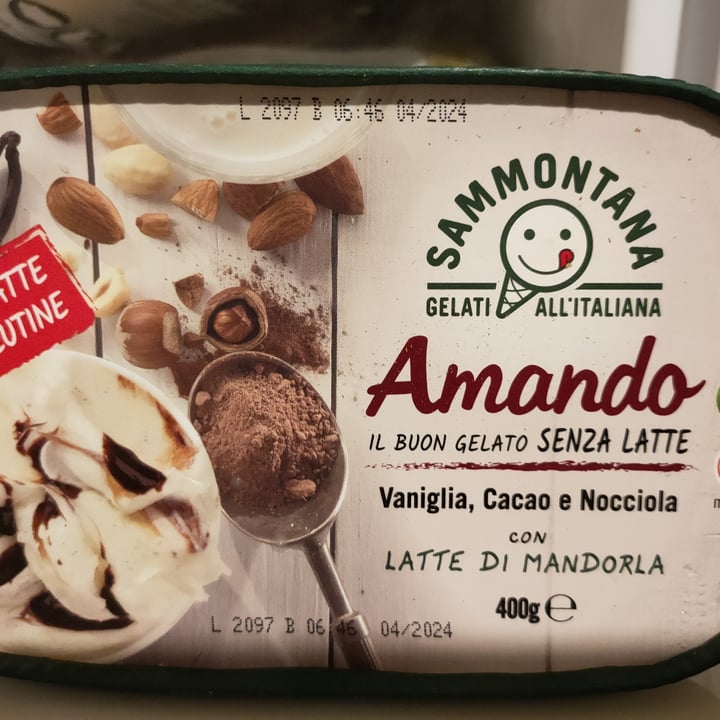 L 2097 B 06:46 04/2024
SAMMONTANA
GELATI ALL'ITALIANA
Amando
IL BUON GELATO SENZA LATTE
Vaniglia, Cacao e Nocciola
CON
LATTE DI MANDORLA
400g e
L 2097 B 06:46 04/2024